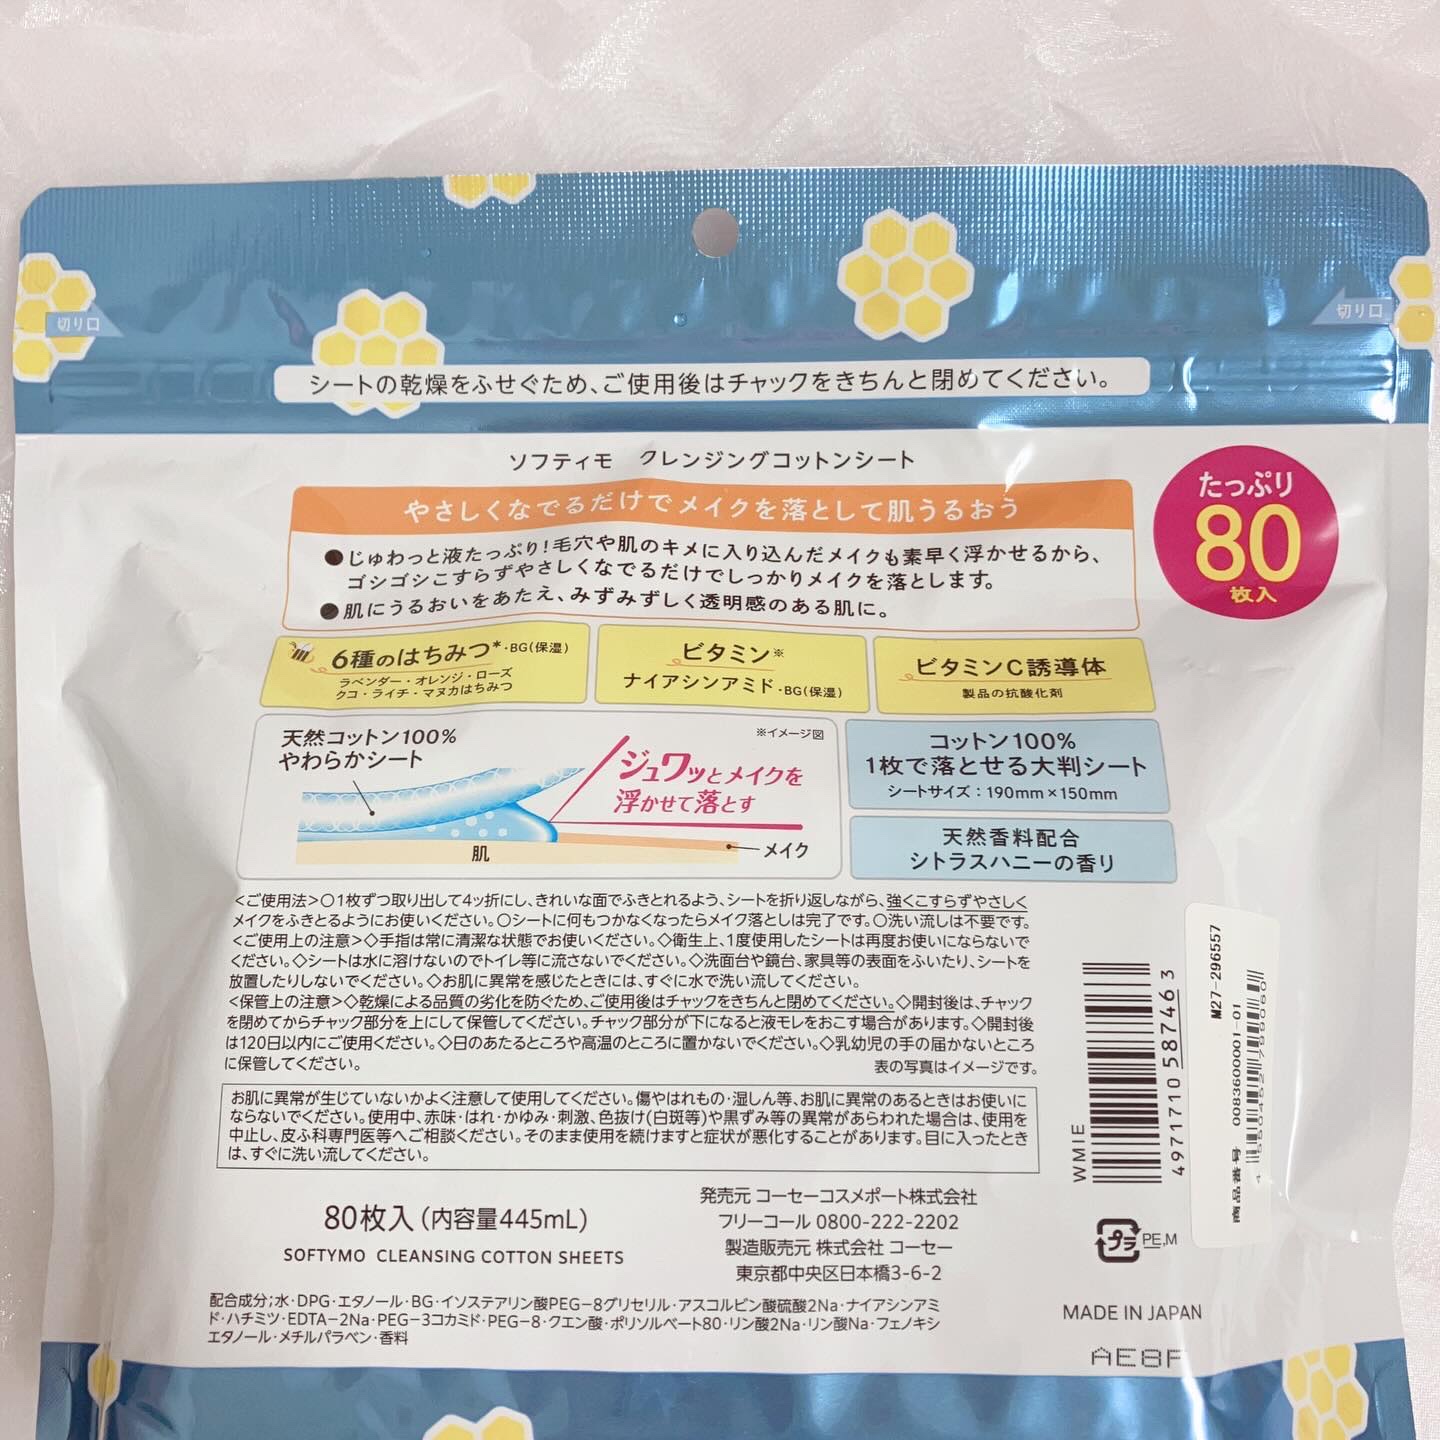 切り口
切り口
シートの乾燥をふせぐため、ご使用後はチャックをきちんと閉めてください。
ソフティモ クレンジングコットンシート
たっぷり
80
枚入
やさしくなでるだけでメイクを落として肌うるおう
●じゅわっと液たっぷり!毛穴や肌のキメに入り込んだメイクも素早く浮かせるから、
ゴシゴシこすらずやさしくなでるだけでしっかりメイクを落とします。
●肌にうるおいをあたえ、みずみずしく透明感のある肌に。
6種のはちみつ*・BG(保湿)
ラベンダー・オレンジ・ローズ
クコ・ライチ・マヌカはちみつ
ビタミン※
ナイアシンアミド・BG(保湿)
ビタミンC誘導体
製品の抗酸化剤
天然コットン100%
やわらかシート
※イメージ図
ジュワッとメイクを
浮かせて落とす
肌
メイク
コットン100%
1枚で落とせる大判シート
シートサイズ:190mm×150mm
天然香料配合
シトラスハニーの香り
<ご使用法>○1枚ずつ取り出して4ッ折にし、きれいな面でふきとれるよう、シートを折り返しながら、強くこすらずやさしく
メイクをふきとるようにお使いください。○シートに何もつかなくなったらメイク落としは完了です。○洗い流しは不要です。
<ご使用上の注意>◇手指は常に清潔な状態でお使いください。◇衛生上、1度使用したシートは再度お使いにならないで
ください。◇シートは水に溶けないのでトイレ等に流さないでください。◇洗面台や鏡台、家具等の表面をふいたり、シートを
放置したりしないでください。◇お肌に異常を感じたときには、すぐに水で洗い流してください。
<保管上の注意>◇乾燥による品質の劣化を防ぐため、ご使用後はチャックをきちんと閉めてください。◇開封後は、チャック
を閉めてからチャック部分を上にして保管してください。チャック部分が下になると液モレをおこす場合があります。◇開封後
は120日以内にご使用ください。◇日のあたるところや高温のところに置かないでください。◇乳幼児の手の届かないところ
に保管してください。
表の写真はイメージです。
お肌に異常が生じていないかよく注意して使用してください。傷やはれもの・湿しん等、お肌に異常のあるときはお使いに
ならないでください。使用中、赤味・はれ・かゆみ・刺激、色抜け(白斑等)や黒ずみ等の異常があらわれた場合は、使用を
中止し、皮ふ科専門医等へご相談ください。そのまま使用を続けますと症状が悪化することがあります。目に入ったとき
は、すぐに洗い流してください。
80枚入(内容量445mL)
SOFTYMO CLEANSING COTTON SHEETS
発売元 コーセーコスメポート株式会社
フリーコール 0800-222-2202
製造販売元 株式会社 コーセー
東京都中央区日本橋3-6-2
配合成分;水・DPG・エタノール・BG・イソステアリン酸PEG-8グリセリル・アスコルビン酸硫酸2Na・ナイアシンアミ
ド・ハチミツ・EDTA-2Na・PEG-3コカミド・PEG-8・クエン酸・ポリソルベート80・リン酸2Na・リン酸Na・フェノキシ
エタノール・メチルパラベン・香料
WMIE
4971710 587463
M27-296557
0083600001-01
プラ
PE,M
MADE IN JAPAN
AE8F